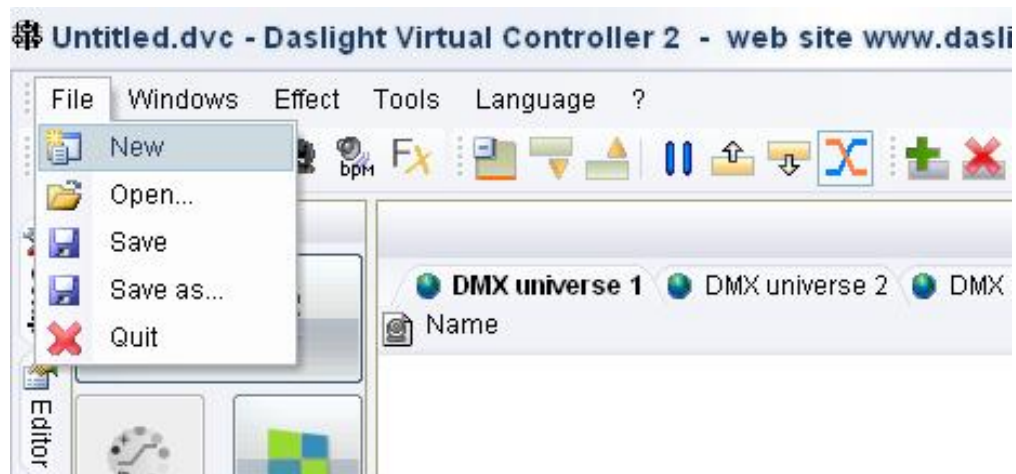 Untitled.dvc - Daslight Virtual Controller 2 - web site www.dasli
File Windows Effect Tools Language ?
New
bpm Fx
Open...
Save
Save as...
Quit
DMX universe 1 DMX universe 2 DMX
Name
Editor